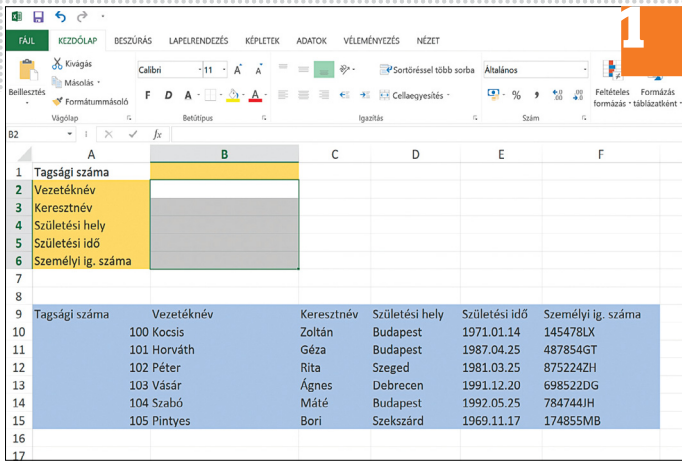 1
FÁJL KEZDŐLAP BESZÚRÁS LAPELRENDEZÉS KÉPLETEK ADATOK VÉLEMÉNYEZÉS NÉZET
Beillesztés
Kivágás
Másolás
Formátummásoló
Vágólap
Calibri 11 A A
F D A A
Betűtípus
Sortöréssel több sorba
Cellaegyesítés
Igazítás
Általános
%
Szám
Feltételes formázás
Formázás táblázatként
B2 fx
A B C D E F
1 Tagsági száma
2 Vezetéknév
3 Keresztnév
4 Születési hely
5 Születési idő
6 Személyi ig. száma
7
8
9 Tagsági száma Vezetéknév Keresztnév Születési hely Születési idő Személyi ig. száma
10 100 Kocsis Zoltán Budapest 1971.01.14 145478LX
11 101 Horváth Géza Budapest 1987.04.25 487854GT
12 102 Péter Rita Szeged 1981.03.25 875224ZH
13 103 Vásár Ágnes Debrecen 1991.12.20 698522DG
14 104 Szabó Máté Budapest 1992.05.25 784744JH
15 105 Pintyes Bori Szekszárd 1969.11.17 174855MB
16
17